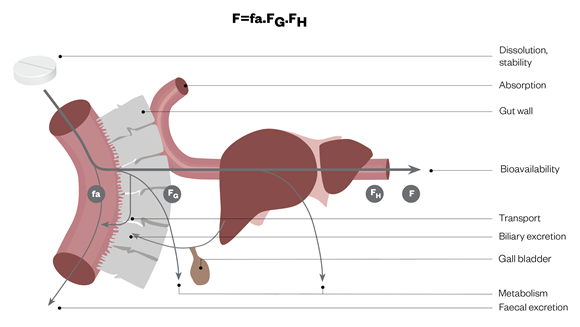 F=fa.FG.FH
Dissolution,
stability
Absorption
Gut wall
Bioavailability
fa
FG
FH
F
Transport
Biliary excretion
Gall bladder
Metabolism
Faecal excretion